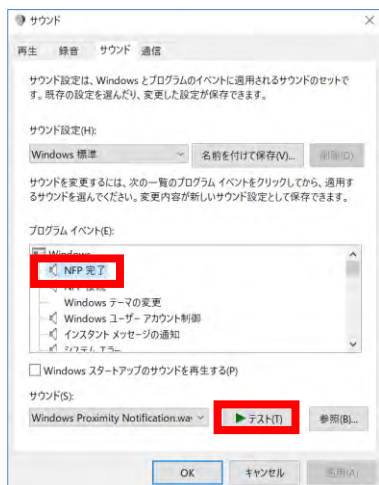 サウンド
再生 録音 サウンド 通信
サウンド設定は、Windows とプログラムのイベントに適用されるサウンドのセットで
す。既存の設定を選んだり、変更した設定が保存できます。
サウンド設定(H):
Windows 標準 名前を付けて保存(V)... 削除(D)
サウンドを変更するには、次の一覧のプログラム イベントをクリックしてから、適用す
るサウンドを選んでください。変更内容が新しいサウンド設定として保存できます。
プログラム イベント(E):
Windows
NFP 完了
NFP 接続
Windows テーマの変更
Windows ユーザー アカウント制御
インスタント メッセージの通知
システム エラー
Windows スタートアップのサウンドを再生する(P)
サウンド(S):
Windows Proximity Notification.wav テスト(T) 参照(B)...
OK キャンセル 適用(A)